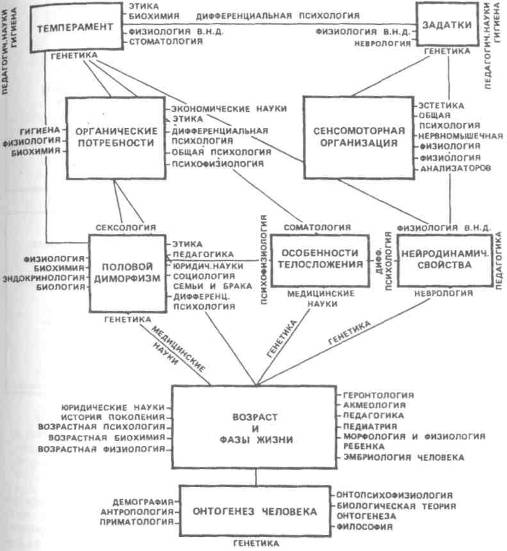 ПЕДАГОГИЧ.НАУКИ
ГИГИЕНА
ТЕМПЕРАМЕНТ
ЭТИКА
БИОХИМИЯ ДИФФЕРЕНЦИАЛЬНАЯ ПСИХОЛОГИЯ
ФИЗИОЛОГИЯ В.Н.Д.
СТОМАТОЛОГИЯ
ГЕНЕТИКА
ФИЗИОЛОГИЯ В.Н.Д.
НЕВРОЛОГИЯ
ЗАДАТКИ
ГЕНЕТИКА
ПЕДАГОГИЧ.НАУКИ
ГИГИЕНА
ГИГИЕНА
ФИЗИОЛОГИЯ
БИОХИМИЯ
ОРГАНИЧЕСКИЕ
ПОТРЕБНОСТИ
ЭКОНОМИЧЕСКИЕ НАУКИ
ЭТИКА
ДИФФЕРЕНЦИАЛЬНАЯ
ПСИХОЛОГИЯ
ОБЩАЯ ПСИХОЛОГИЯ
ПСИХОФИЗИОЛОГИЯ
СЕНСОМОТОРНАЯ
ОРГАНИЗАЦИЯ
ЭСТЕТИКА
ОБЩАЯ
ПСИХОЛОГИЯ
НЕРВНОМЫШЕЧНАЯ
ФИЗИОЛОГИЯ
ФИЗИОЛОГИЯ
АНАЛИЗАТОРОВ
СЕКСОЛОГИЯ
ФИЗИОЛОГИЯ
БИОХИМИЯ
ЭНДОКРИНОЛОГИЯ
БИОЛОГИЯ
ПОЛОВОЙ
ДИМОРФИЗМ
ЭТИКА
ПЕДАГОГИКА
ЮРИДИЧ.НАУКИ
СОЦИОЛОГИЯ
СЕМЬИ И БРАКА
ДИФФЕРЕНЦ.
ПСИХОЛОГИЯ
ГЕНЕТИКА
ПСИХОФИЗИОЛОГИЯ
СОМАТОЛОГИЯ
ОСОБЕННОСТИ
ТЕЛОСЛОЖЕНИЯ
МЕДИЦИНСКИЕ
НАУКИ
ДИФФ.
ПСИХОЛОГИЯ
ФИЗИОЛОГИЯ В.Н.Д.
НЕЙРОДИНАМИЧ.
СВОЙСТВА
НЕВРОЛОГИЯ
ПЕДАГОГИКА
МЕДИЦИНСКИЕ
НАУКИ
ГЕНЕТИКА
ГЕНЕТИКА
ЮРИДИЧЕСКИЕ НАУКИ
ИСТОРИЯ ПОКОЛЕНИЯ
ВОЗРАСТНАЯ ПСИХОЛОГИЯ
ВОЗРАСТНАЯ БИОХИМИЯ
ВОЗРАСТНАЯ ФИЗИОЛОГИЯ
ВОЗРАСТ
И
ФАЗЫ ЖИЗНИ
ГЕРОНТОЛОГИЯ
АКМЕОЛОГИЯ
ПЕДАГОГИКА
ПЕДИАТРИЯ
МОРФОЛОГИЯ И ФИЗИОЛОГИЯ
РЕБЕНКА
ЭМБРИОЛОГИЯ ЧЕЛОВЕКА
ДЕМОГРАФИЯ
АНТРОПОЛОГИЯ
ПРИМАТОЛОГИЯ
ОНТОГЕНЕЗ ЧЕЛОВЕКА
ОНТОПСИХОФИЗИОЛОГИЯ
БИОЛОГИЧЕСКАЯ ТЕОРИЯ
ОНТОГЕНЕЗА
ФИЛОСОФИЯ
ГЕНЕТИКА